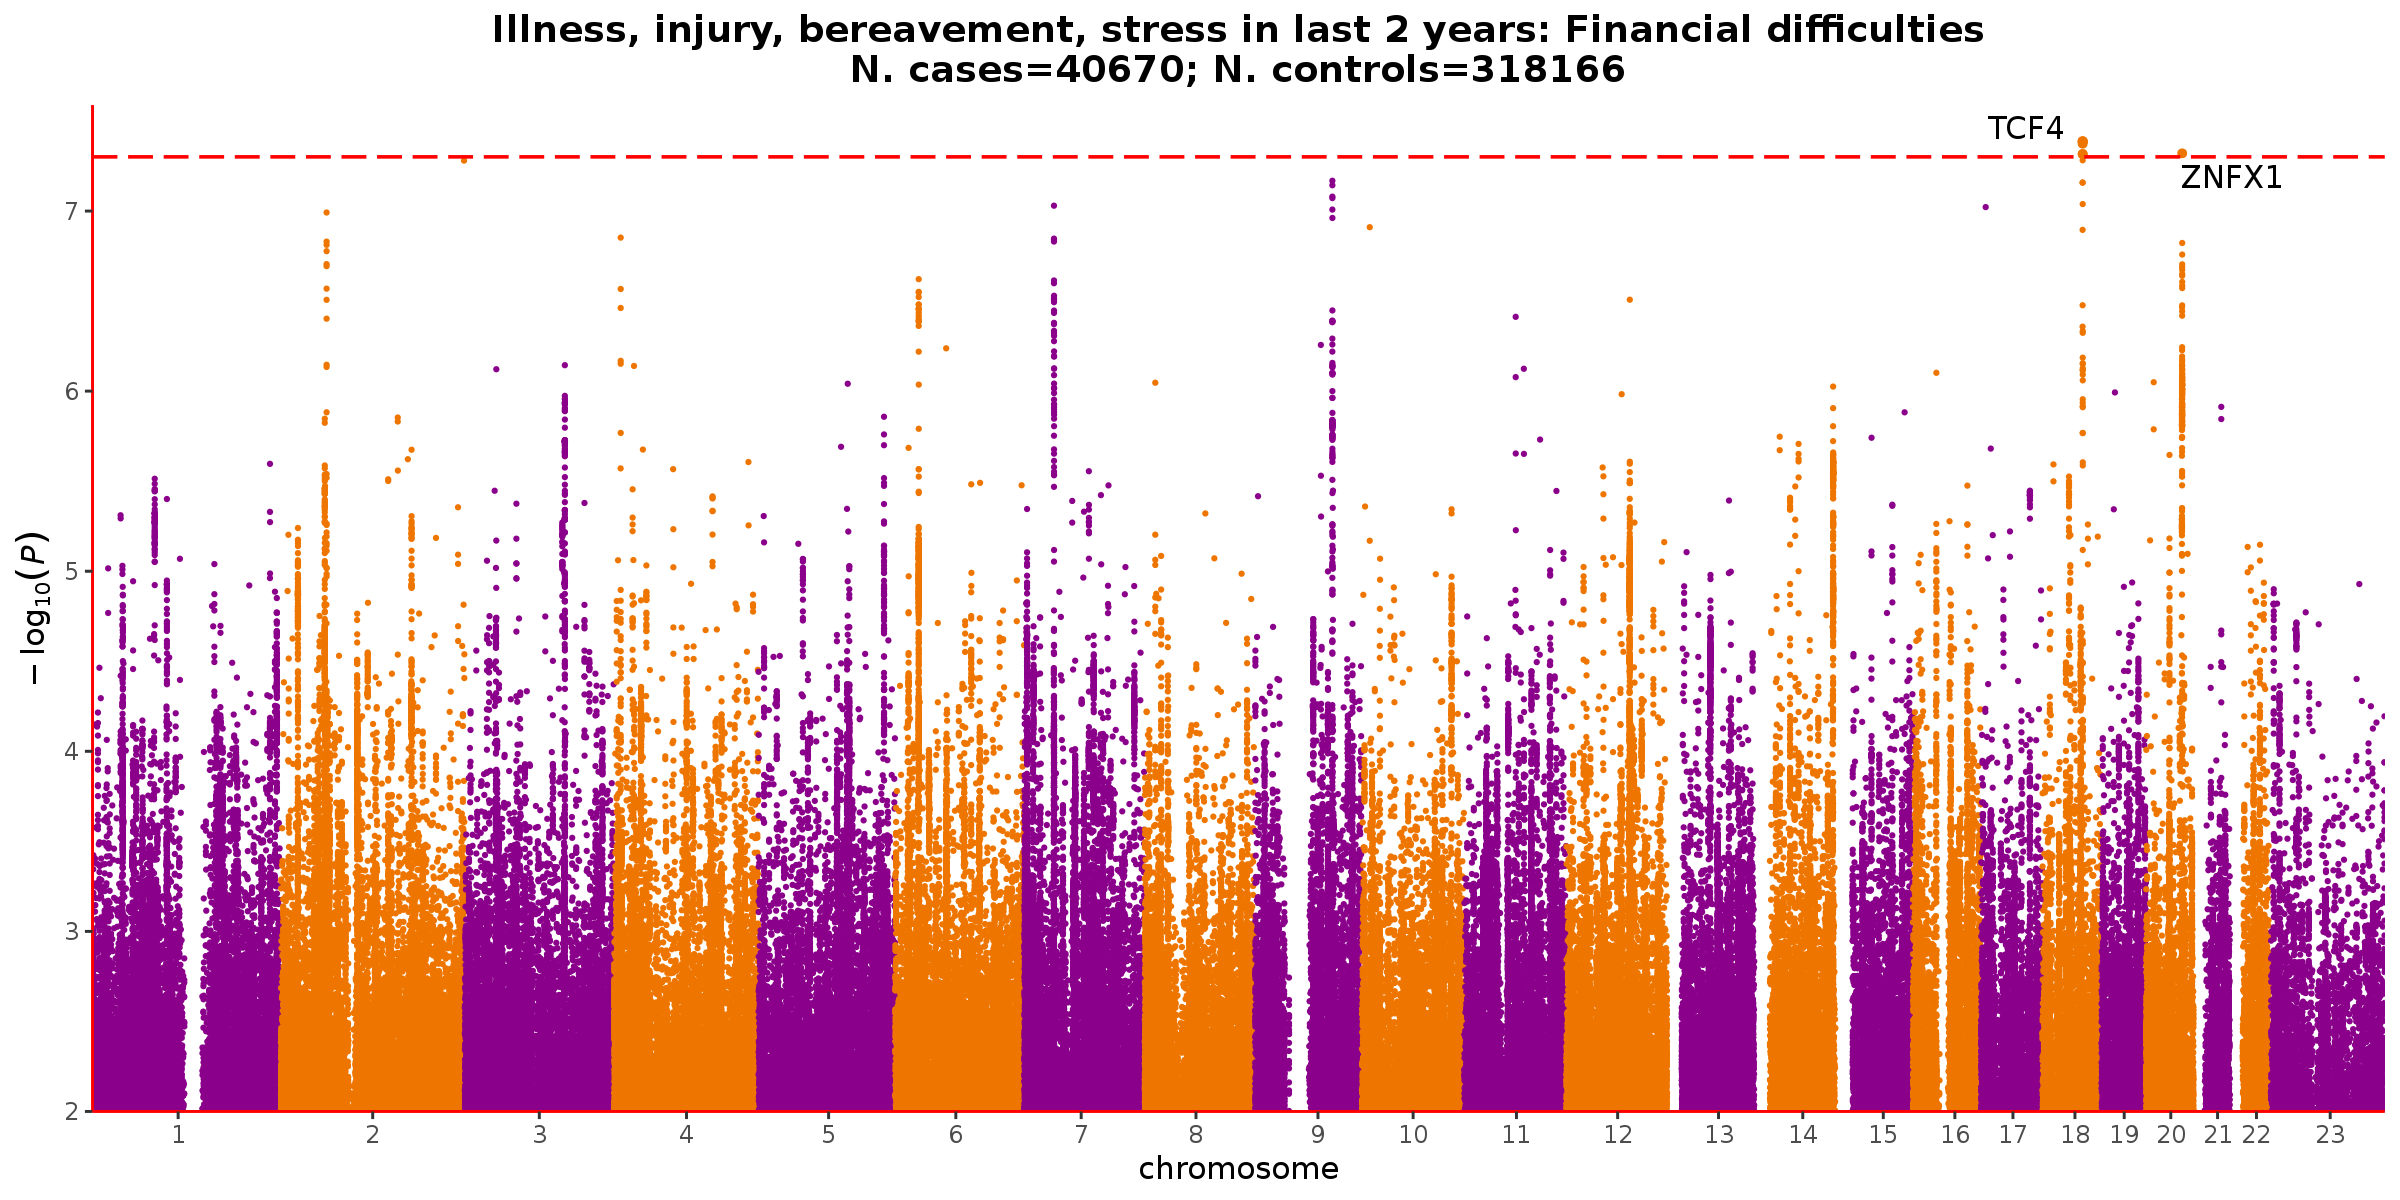 Illness, injury, bereavement, stress in last 2 years: Financial difficulties
N. cases=40670; N. controls=318166
TCF4
ZNFX1
7
6
5
4
3
2
− log₁₀(P)
1 2 3 4 5 6 7 8 9 10 11 12 13 14 15 16 17 18 19 20 21 22 23
chromosome